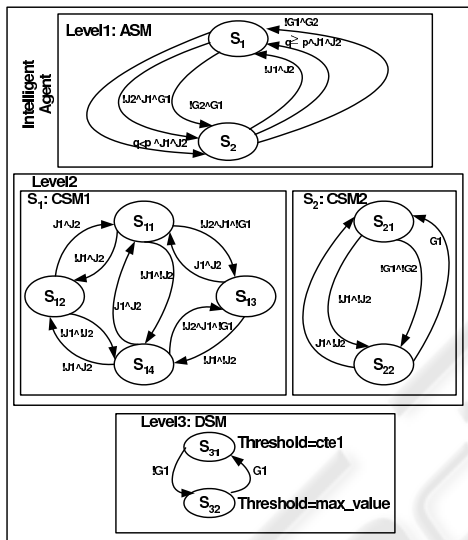 Level1: ASM
Intelligent Agent
S1
!G1^G2
q≥ p^J1^J2
!J1^J2
!J2^J1^G1
!G2^G1
q<p ^J1^J2
S2
Level2
S1: CSM1
S11
J1^J2
!J1^J2
!J2^J1^!G1
J1^J2
S12
S13
J1^J2
!J1^!J2
!J1^!J2
!J1^J2
!J2^J1^!G1
!J1^!J2
S14
S2: CSM2
S21
G1
!G1^!G2
J1^!J2
J1^!J2
S22
Level3: DSM
S31
Threshold=cte1
!G1
G1
S32
Threshold=max_value